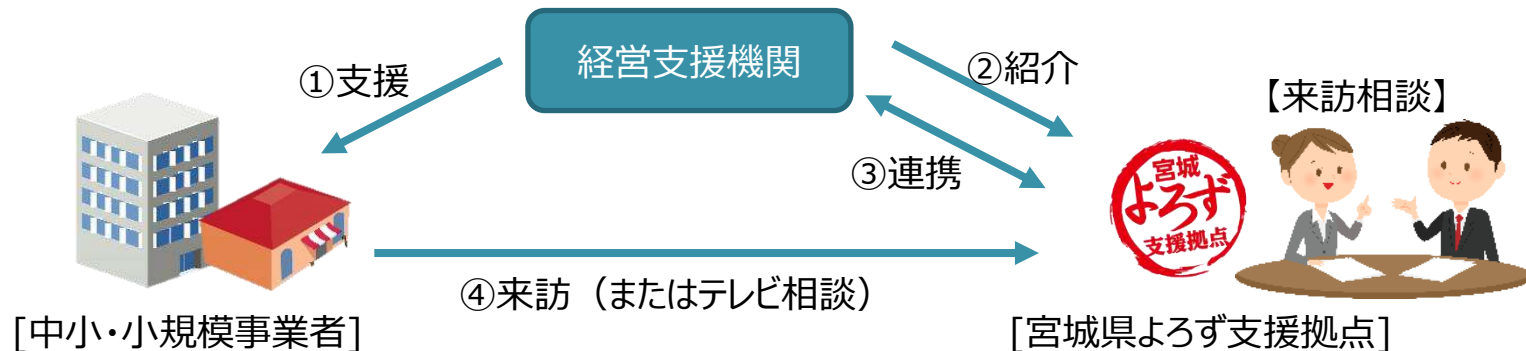 経営支援機関
①支援
②紹介
【来訪相談】
③連携
宮城
よろず
支援拠点
④来訪（またはテレビ相談）
[中小・小規模事業者]
[宮城県よろず支援拠点]